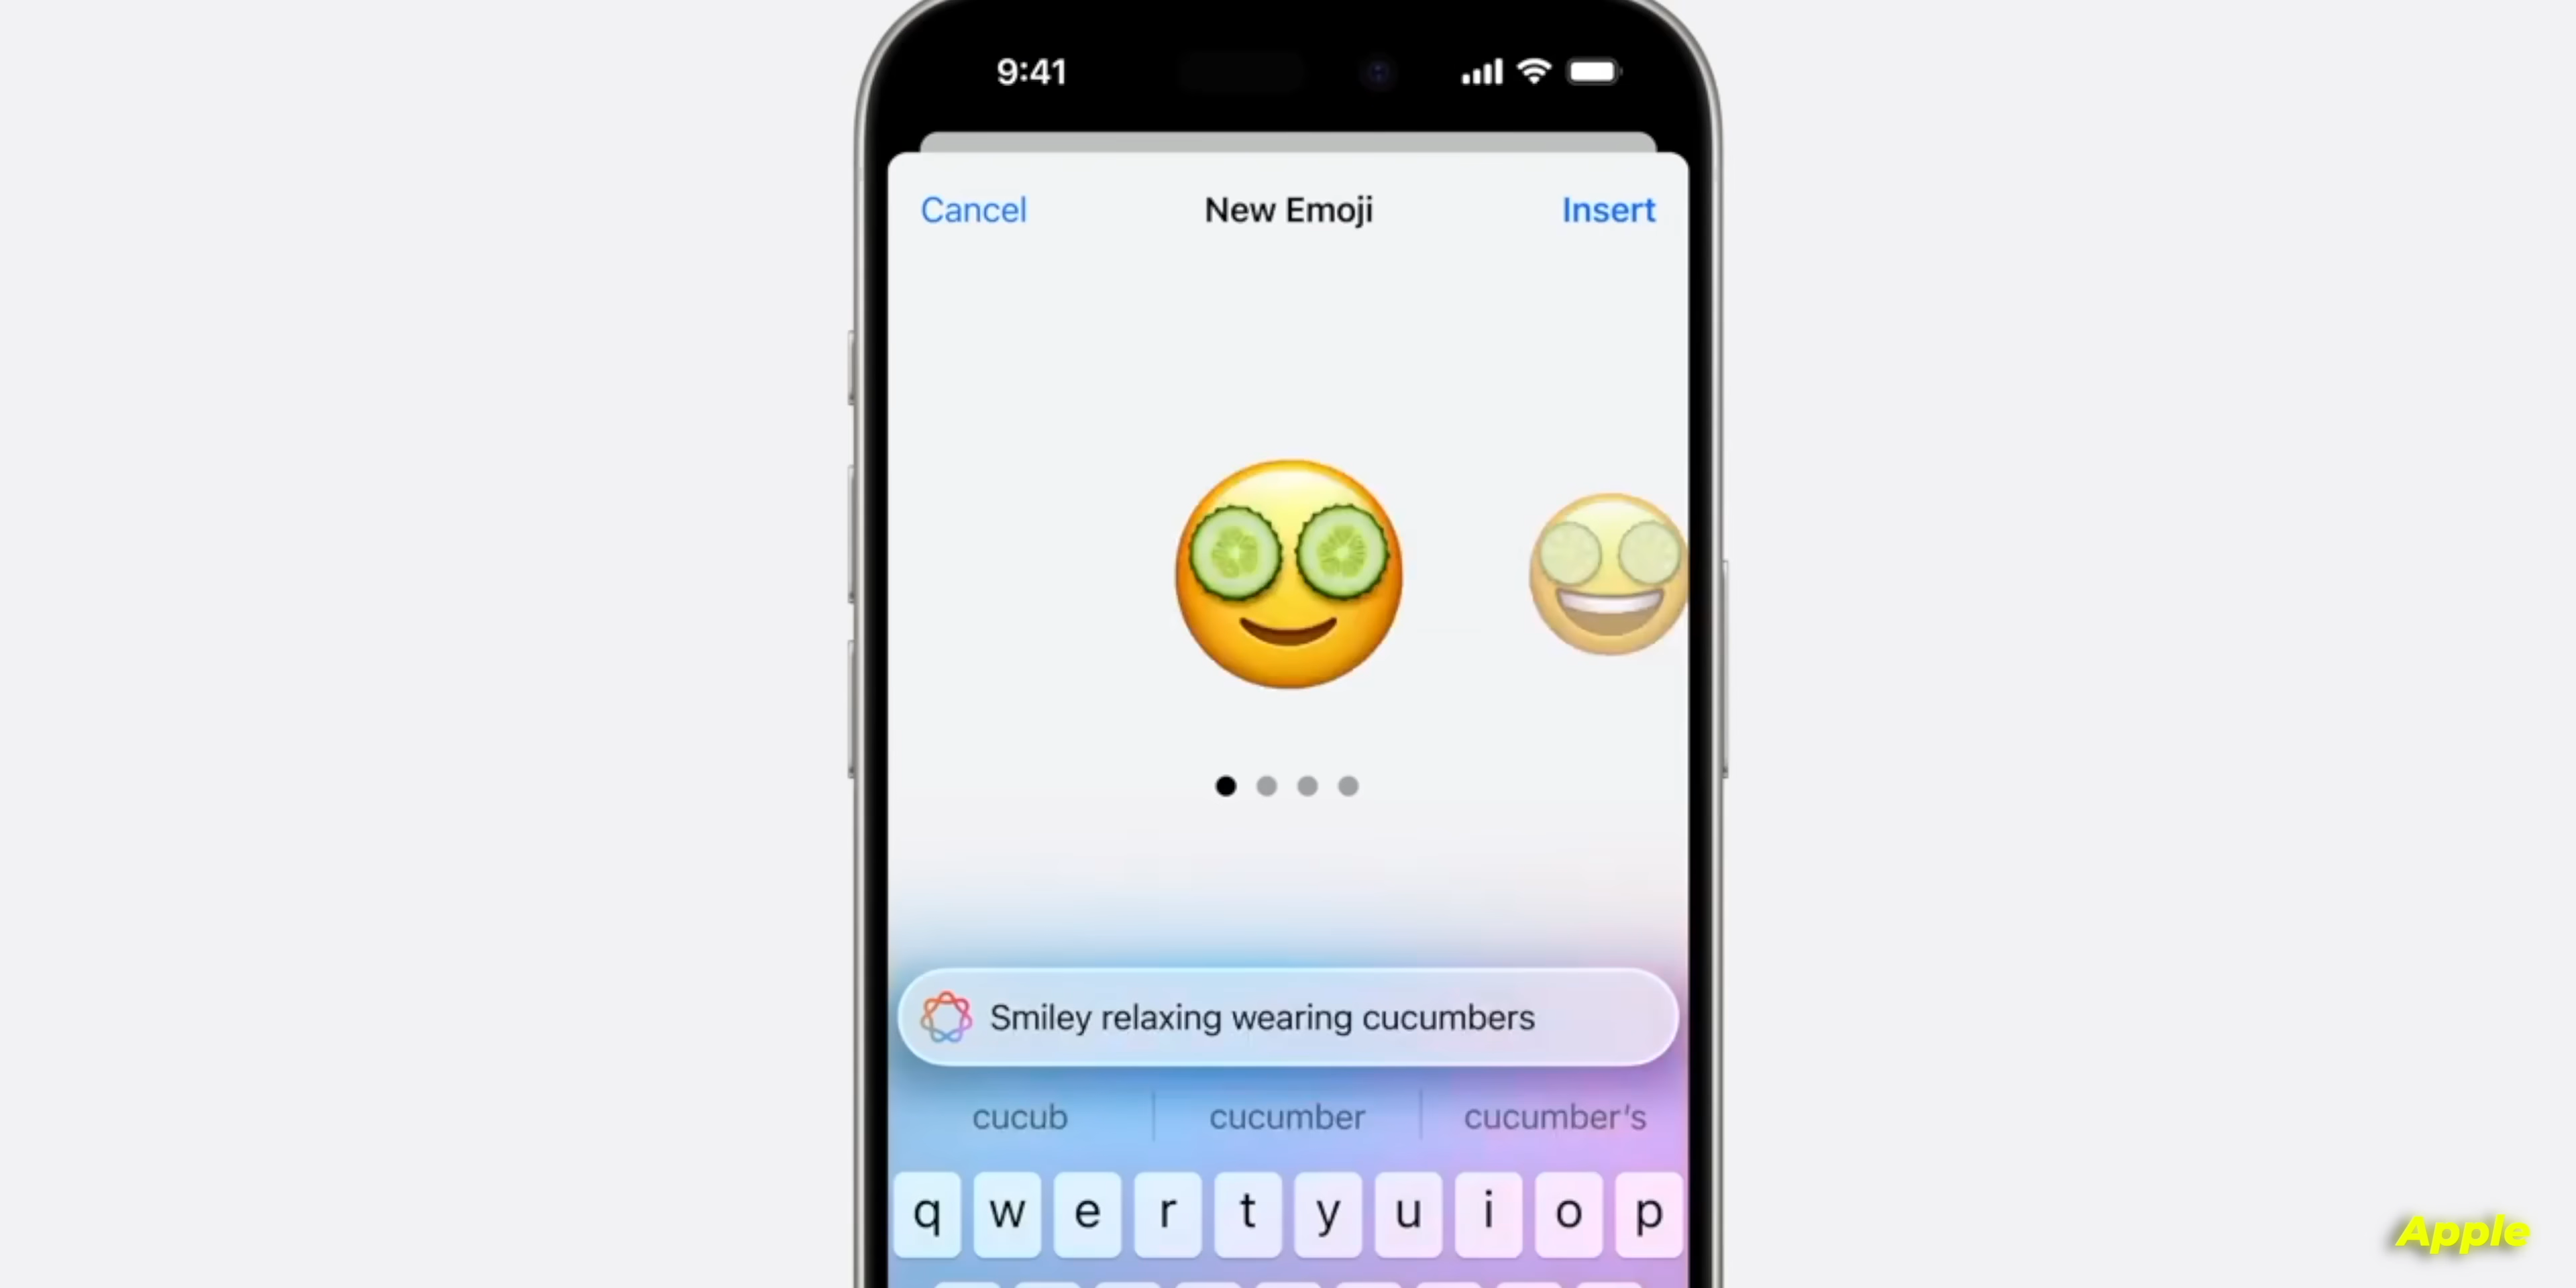 9:41
Cancel New Emoji Insert
Smiley relaxing wearing cucumbers
cucub cucumber cucumber's
q w e r t y u i o p
Apple